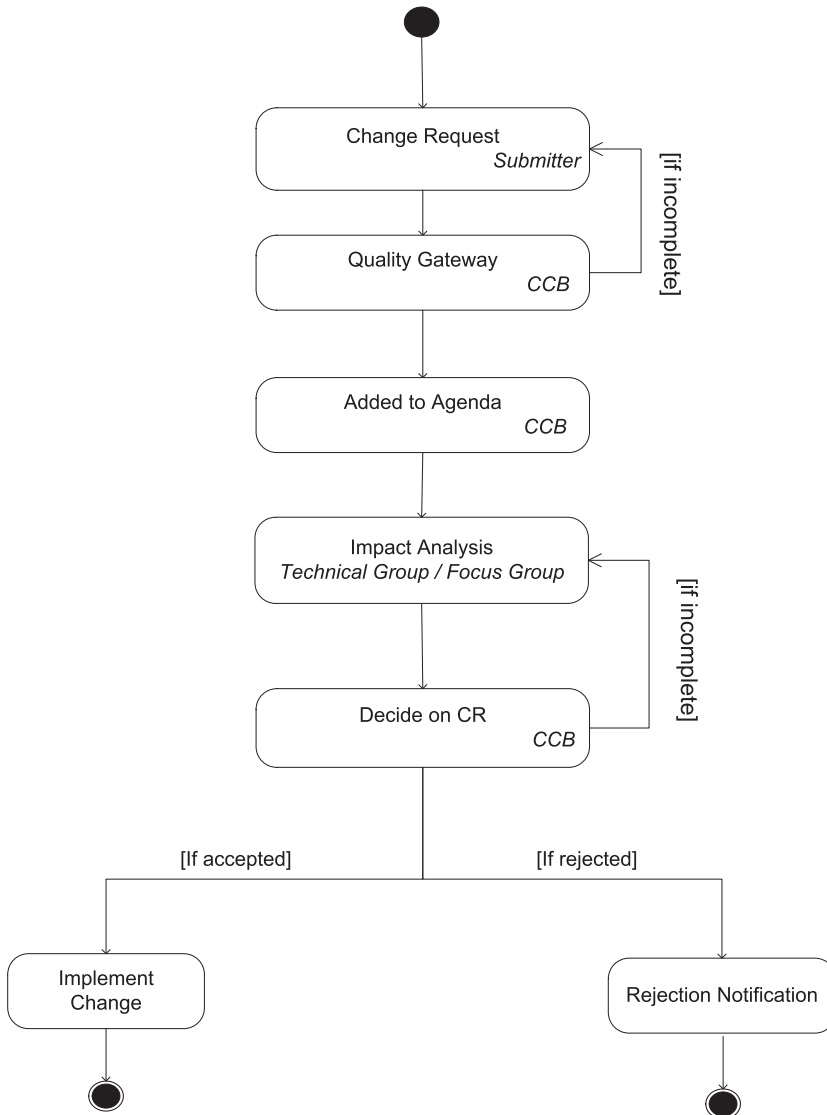 Change Request
Submitter
[if incomplete]
Quality Gateway
CCB
Added to Agenda
CCB
Impact Analysis
Technical Group / Focus Group
[if incomplete]
Decide on CR
CCB
[If accepted]
[If rejected]
Implement
Change
Rejection Notification